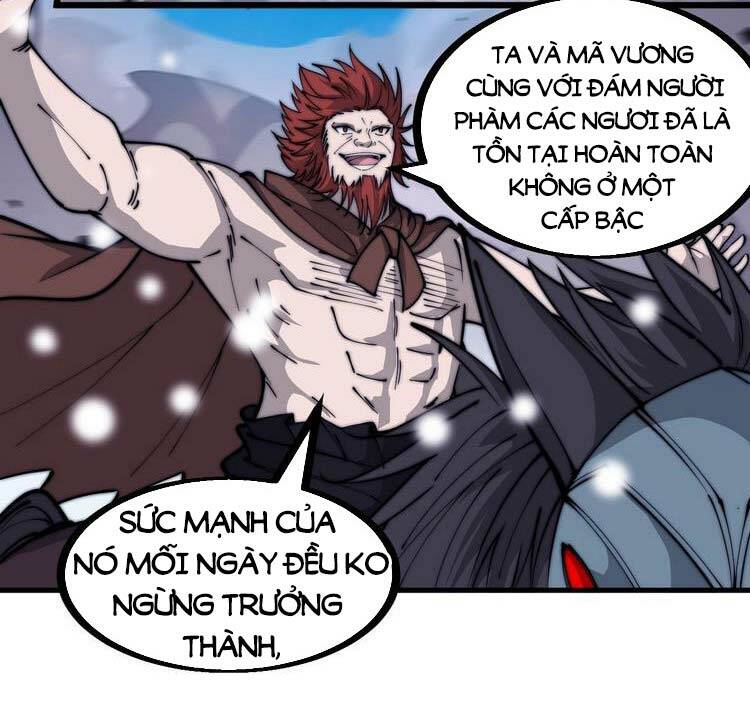 TA VÀ MÃ VƯƠNG
CÙNG VỚI ĐÁM NGƯỜI
PHÀM CÁC NGƯƠI ĐÃ LÀ
TỒN TẠI HOÀN TOÀN
KHÔNG Ở MỘT
CẤP BẬC
SỨC MẠNH CỦA
NÓ MỖI NGÀY ĐỀU KO
NGỪNG TRƯỞNG
THÀNH,